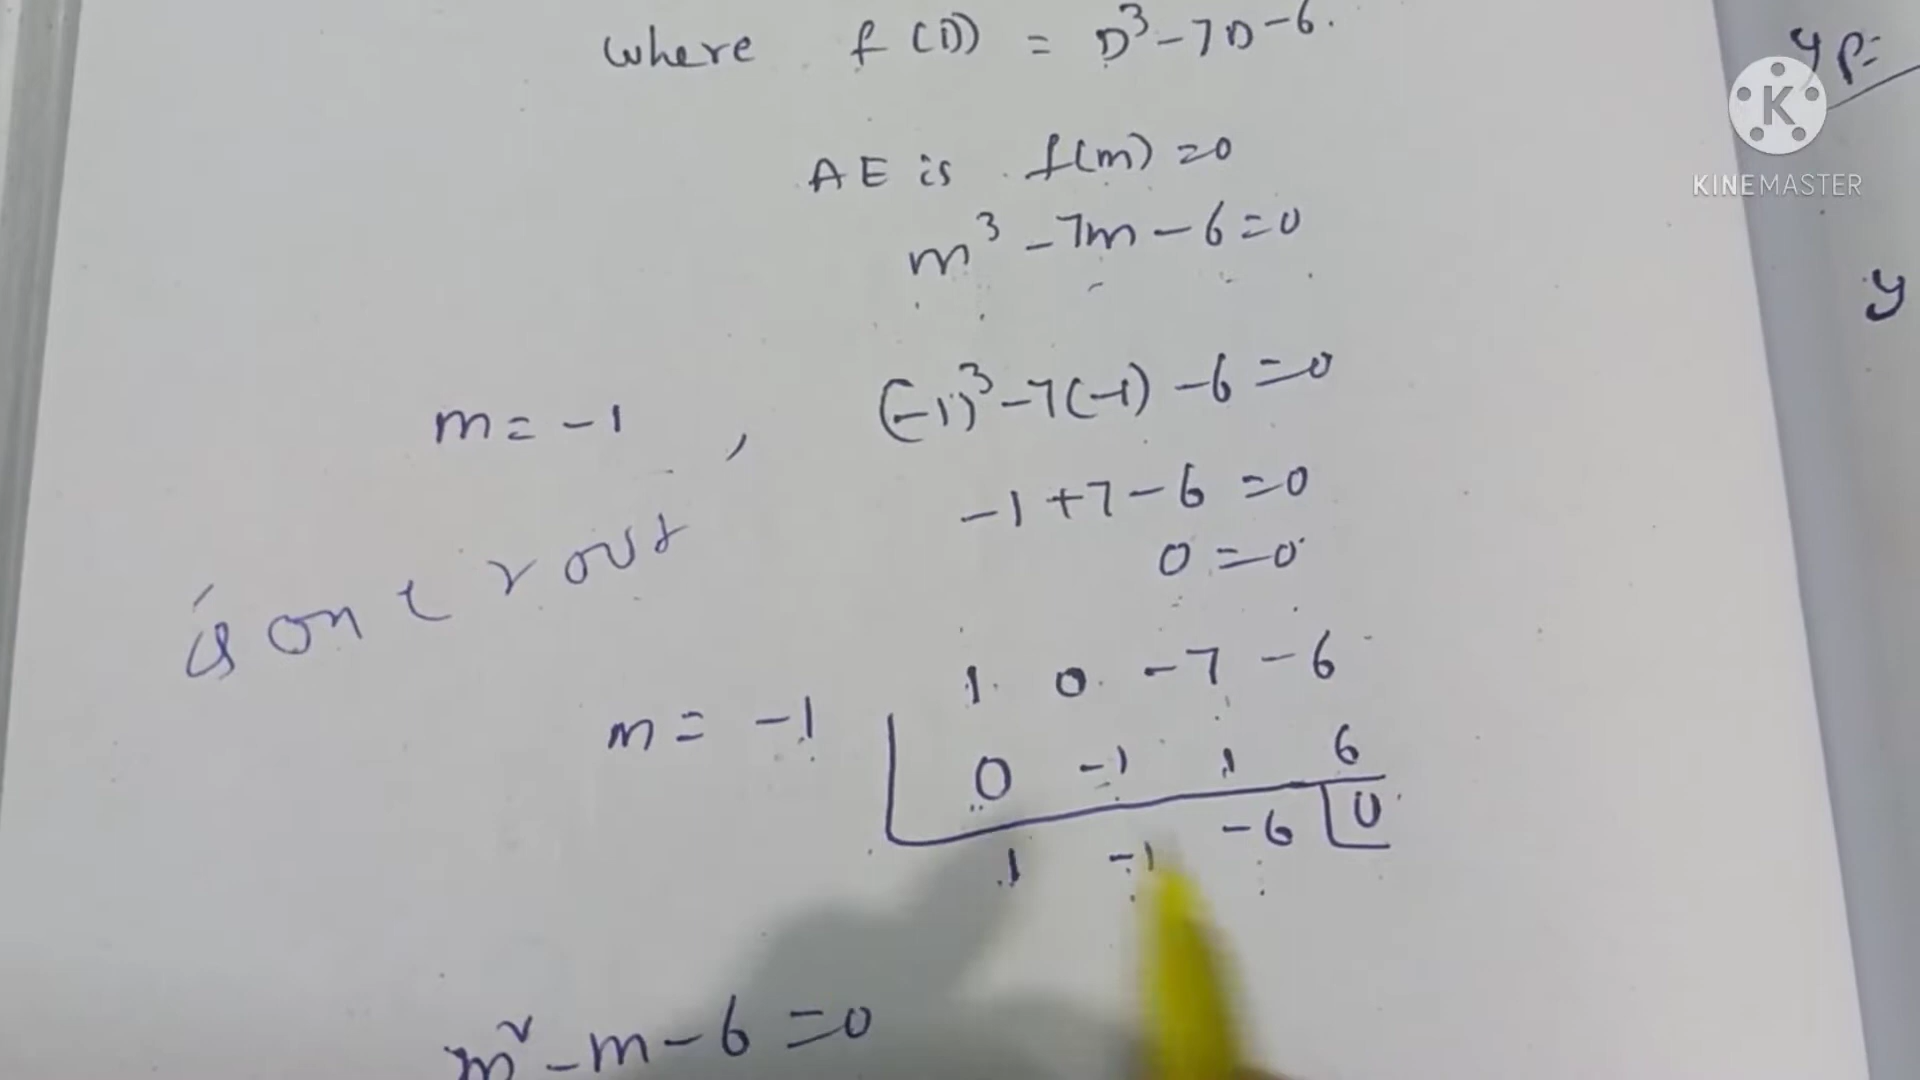 where f(D) = D³-7D-6.
yp=
K
KINEMASTER
AE is f(m)=0
m³-7m-6=0
y
m=-1, (-1)³-7(-1)-6=0
-1+7-6=0
is one root
0=0
1 0 -7 -6
m=-1 0 -1 1 6
1 -1 -6 0
m²-m-6=0